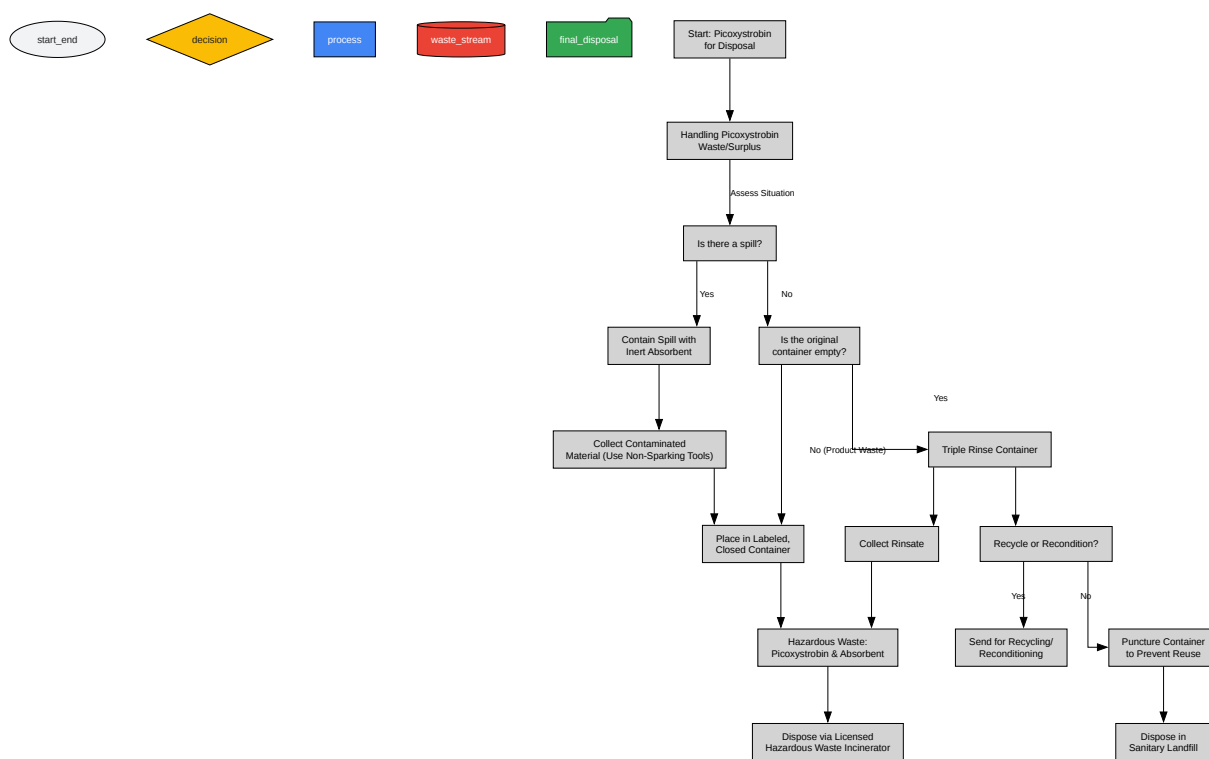 start_end
decision
process
waste_stream
final_disposal
Start: Picoxystrobin
for Disposal
Handling Picoxystrobin
Waste/Surplus
Assess Situation
Is there a spill?
Yes
No
Contain Spill with
Inert Absorbent
Is the original
container empty?
Yes
Collect Contaminated
Material (Use Non-Sparking Tools)
No (Product Waste)
Triple Rinse Container
Place in Labeled,
Closed Container
Collect Rinsate
Recycle or Recondition?
Yes
No
Hazardous Waste:
Picoxystrobin & Absorbent
Send for Recycling/
Reconditioning
Puncture Container
to Prevent Reuse
Dispose via Licensed
Hazardous Waste Incinerator
Dispose in
Sanitary Landfill